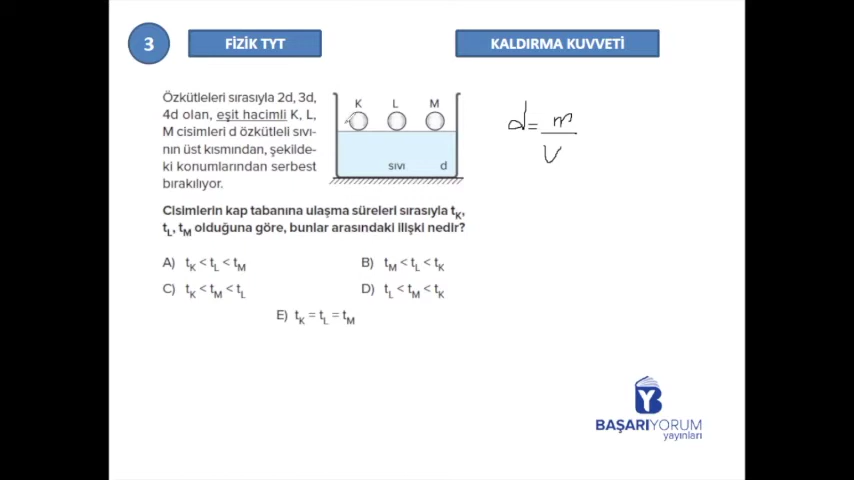 3
FİZİK TYT
KALDIRMA KUVVETİ
Özkütleleri sırasıyla 2d, 3d,
4d olan, eşit hacimli K, L,
M cisimleri d özkütleli sıvı-
nın üst kısmından, şekilde-
ki konumlarından serbest
bırakılıyor.
K L M
sıvı d
d = m / V
Cisimlerin kap tabanına ulaşma süreleri sırasıyla tK,
tL, tM olduğuna göre, bunlar arasındaki ilişki nedir?
A) tK < tL < tM
B) tM < tL < tK
C) tK < tM < tL
D) tL < tM < tK
E) tK = tL = tM
BY
BAŞARIYORUM
yayınları